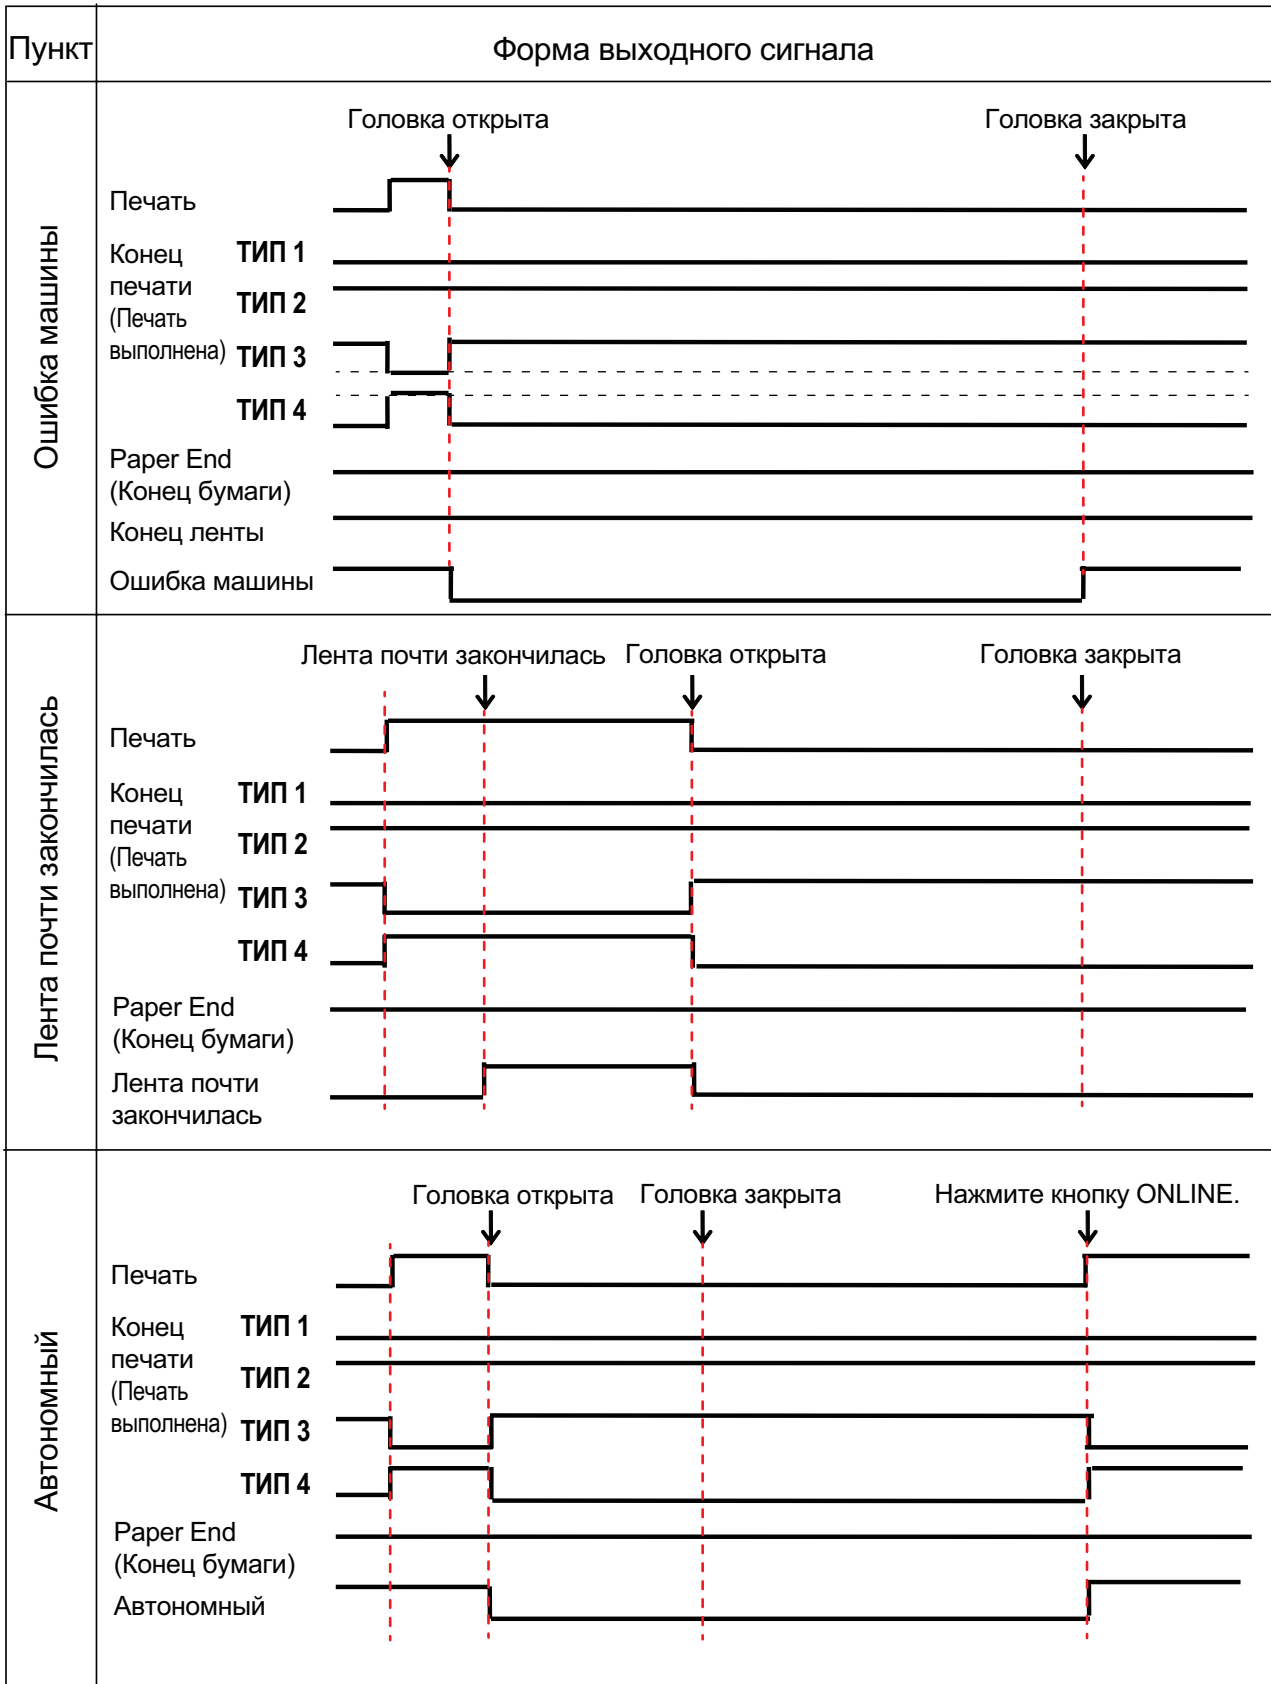 Пункт
Форма выходного сигнала
Ошибка машины
Головка открыта
Головка закрыта
Печать
Конец
печати
(Печать
выполнена)
ТИП 1
ТИП 2
ТИП 3
ТИП 4
Paper End
(Конец бумаги)
Конец ленты
Ошибка машины
Лента почти закончилась
Лента почти закончилась
Головка открыта
Головка закрыта
Печать
Конец
печати
(Печать
выполнена)
ТИП 1
ТИП 2
ТИП 3
ТИП 4
Paper End
(Конец бумаги)
Лента почти
закончилась
Автономный
Головка открыта
Головка закрыта
Нажмите кнопку ONLINE.
Печать
Конец
печати
(Печать
выполнена)
ТИП 1
ТИП 2
ТИП 3
ТИП 4
Paper End
(Конец бумаги)
Автономный